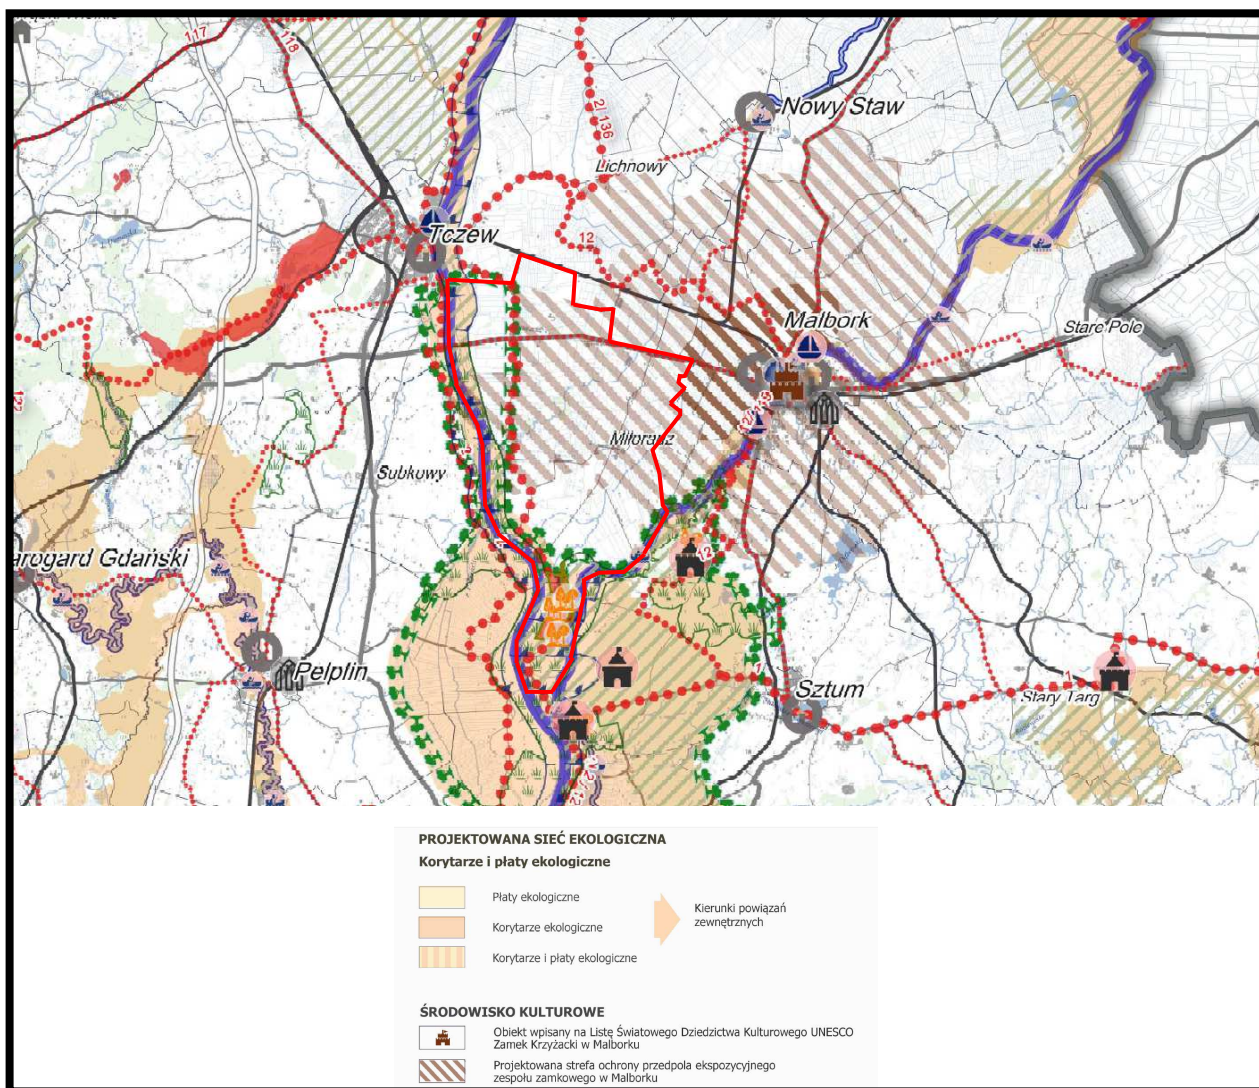 117
118
2/ 136
Nowy Staw
Lichnowy
Tczew
12
Malbork
Stare Pole
122
Miłoradz
Subkowy
12
arogard Gdański
Pelplin
Sztum
Stary Targ
PROJEKTOWANA SIEĆ EKOLOGICZNA
Korytarze i płaty ekologiczne
Płaty ekologiczne
Kierunki powiązań
zewnętrznych
Korytarze ekologiczne
Korytarze i płaty ekologiczne
ŚRODOWISKO KULTUROWE
Obiekt wpisany na Listę Światowego Dziedzictwa Kulturowego UNESCO
Zamek Krzyżacki w Malborku
Projektowana strefa ochrony przedpola ekspozycyjnego
zespołu zamkowego w Malborku